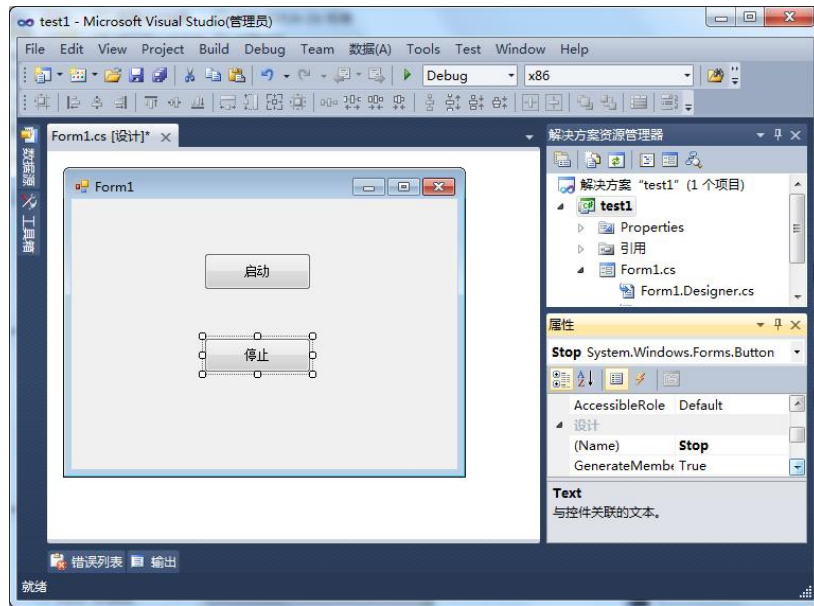 test1 - Microsoft Visual Studio(管理员)
File Edit View Project Build Debug Team 数据(A) Tools Test Window Help
Debug x86
Form1.cs [设计]*
数据源
工具箱
Form1
启动
停止
解决方案资源管理器
解决方案 "test1" (1 个项目)
test1
Properties
引用
Form1.cs
Form1.Designer.cs
属性
Stop System.Windows.Forms.Button
AccessibleRole Default
设计
(Name) Stop
GenerateMembe True
Text
与控件关联的文本。
错误列表 输出
就绪